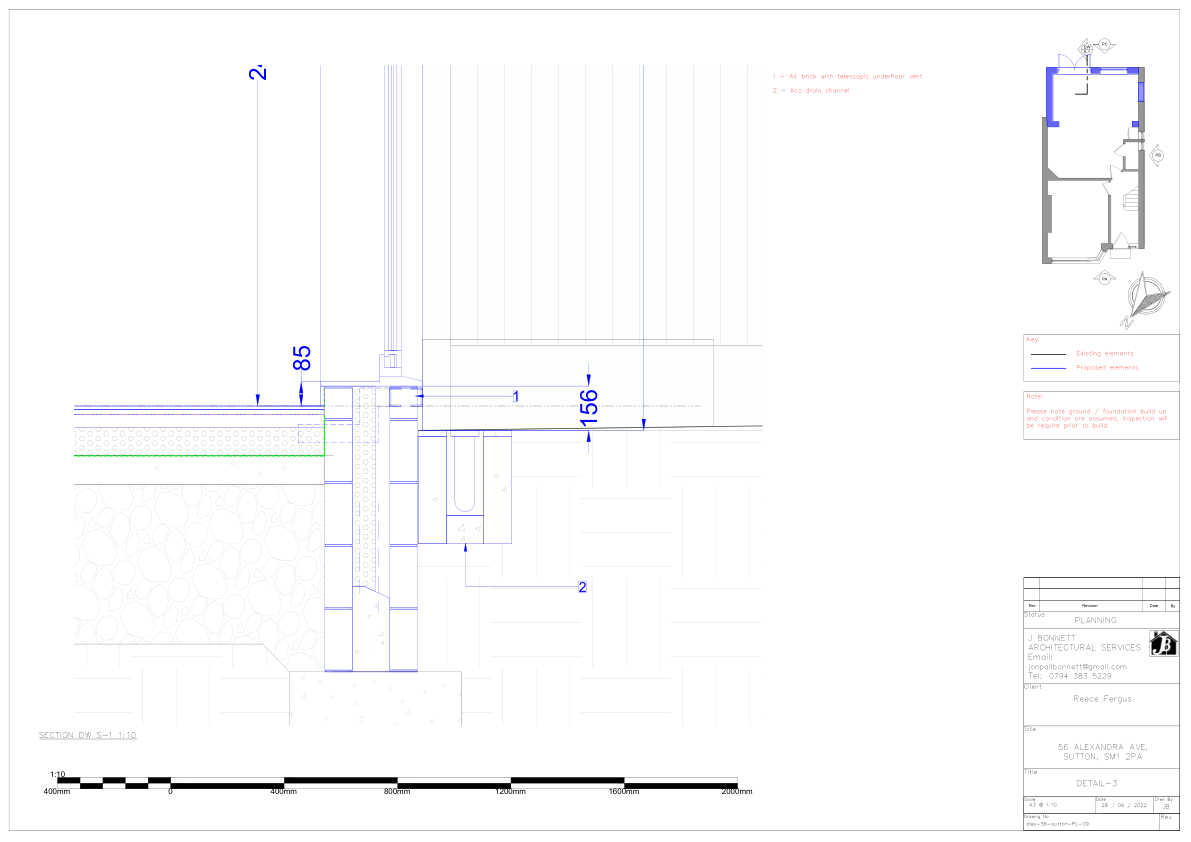 2
85
156
1
2
SECTION DW S-1 1:10
1:10
400mm
0
400mm
800mm
1200mm
1600mm
2000mm
1 - Air brick with telescopic underfloor vent
2 - Aco drain channel
PC
PB
PA
N
Key:
Existing elements
Proposed elements
Note:
Please note ground / foundation build up
and condition are assumed, inspection will
be require prior to build
Rev Revision Date By
Status
PLANNING
J BONNETT
ARCHITECTURAL SERVICES
Email:
jonpallbonnett@gmail.com
Tel: 0794 383 5229
JB
Client
Reece Fergus
Site
56 ALEXANDRA AVE,
SUTTON, SM1 2PA
Title
DETAIL-3
Scale Date Drwn By
A3 @ 1:10 28 / 09 / 2022 JB
Drawing No Rev
alex-56-sutton-PL-09